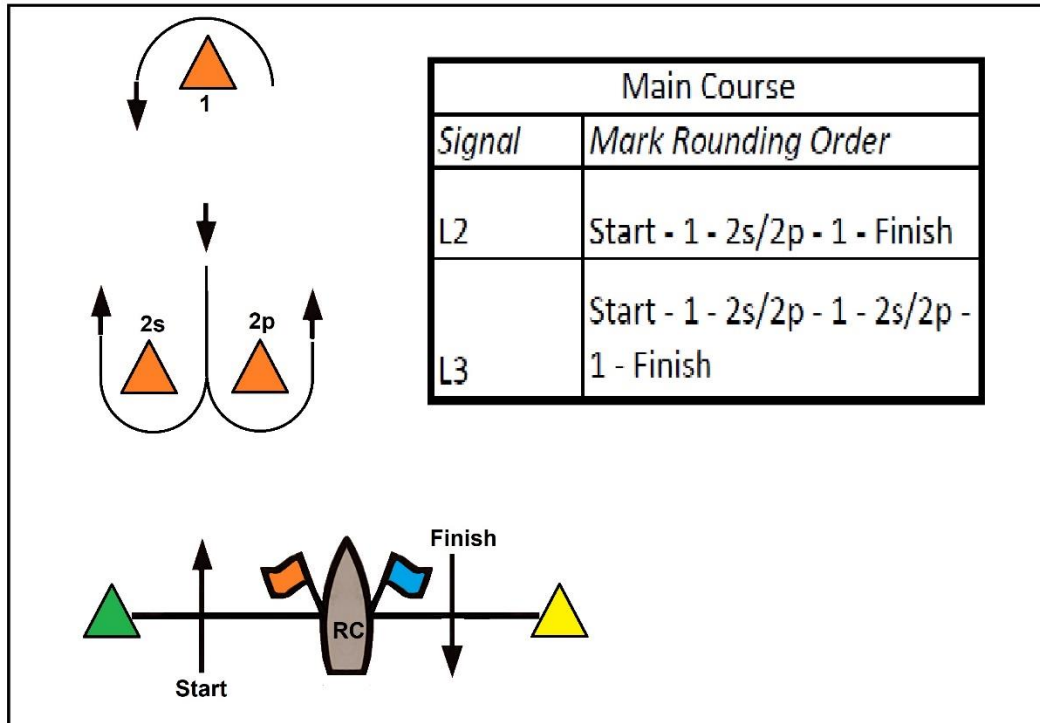 1
Main Course
Signal
Mark Rounding Order
L2
Start - 1 - 2s/2p - 1 - Finish
L3
Start - 1 - 2s/2p - 1 - 2s/2p -
1 - Finish
2s
2p
Finish
RC
Start